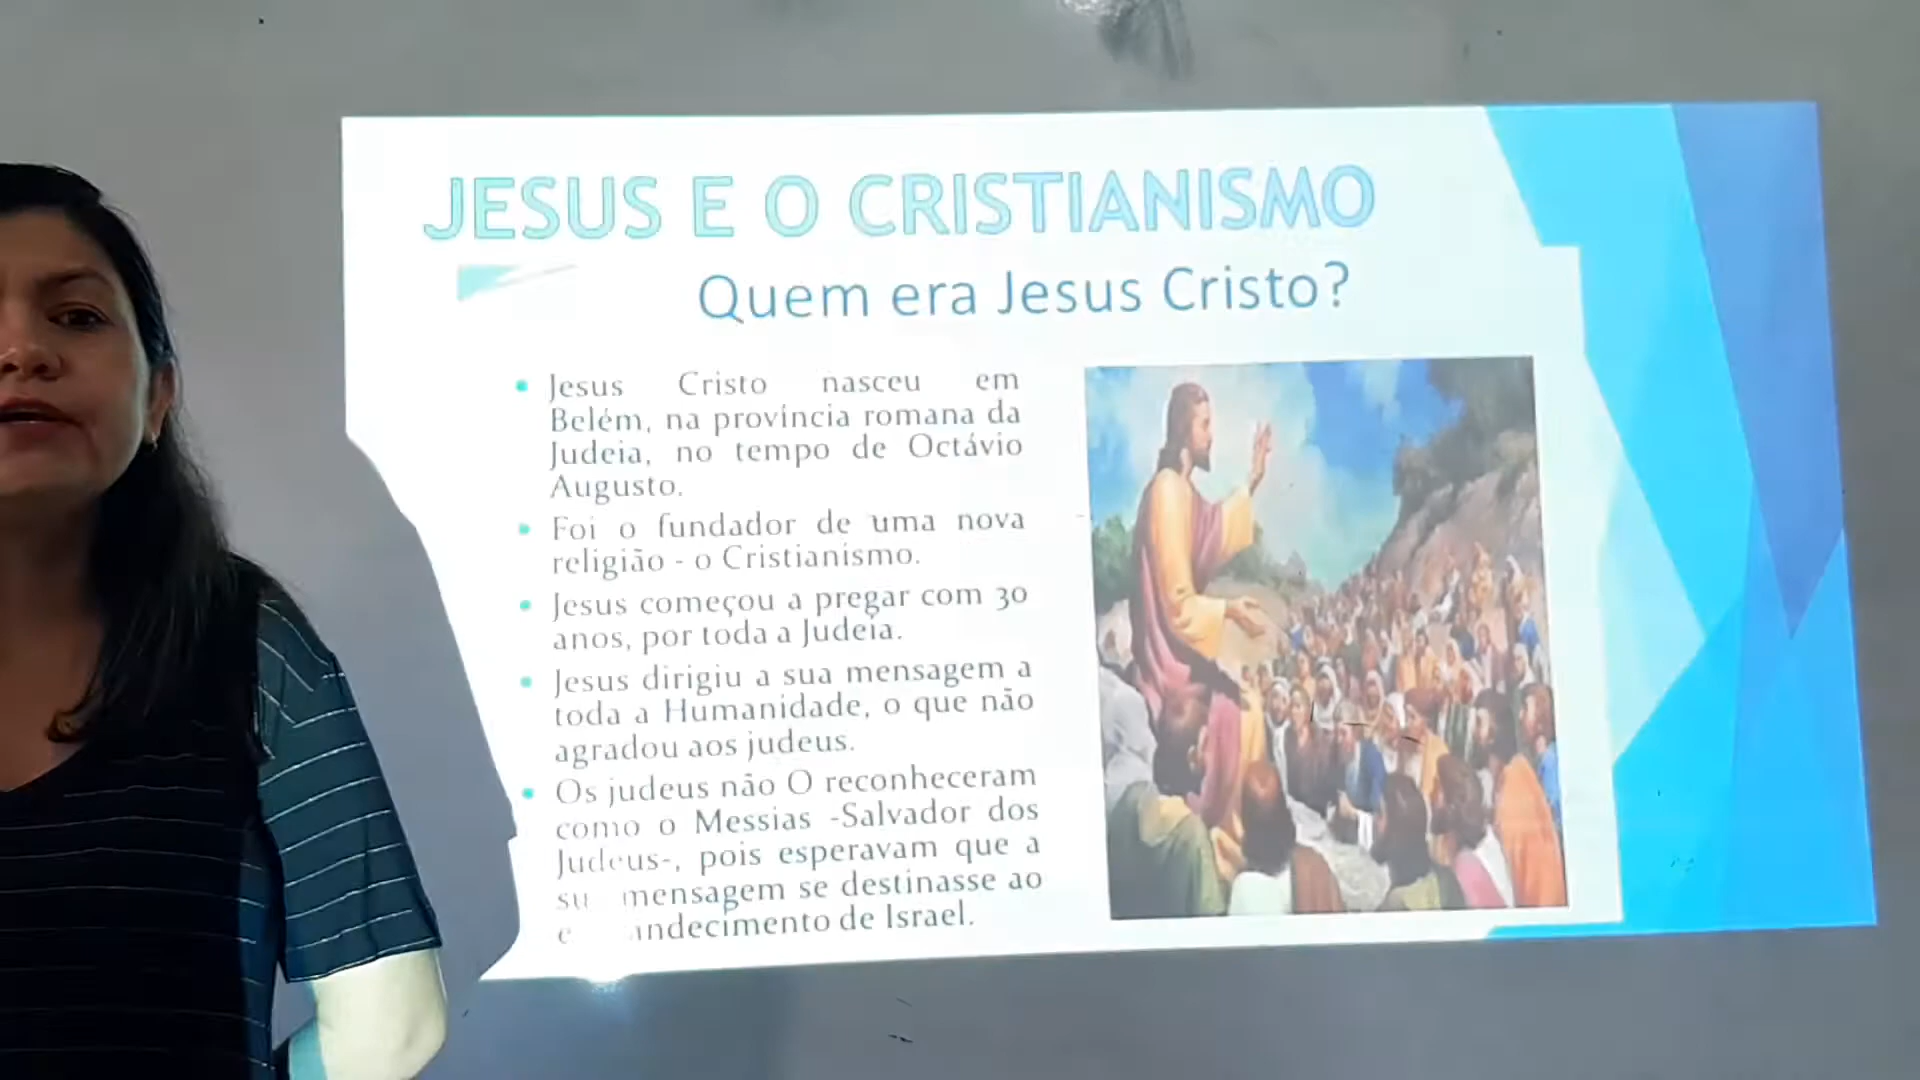 JESUS E O CRISTIANISMO
Quem era Jesus Cristo?
• Jesus Cristo nasceu em
Belém, na província romana da
Judeia, no tempo de Octávio
Augusto.
• Foi o fundador de uma nova
religião - o Cristianismo.
• Jesus começou a pregar com 30
anos, por toda a Judeia.
• Jesus dirigiu a sua mensagem a
toda a Humanidade, o que não
agradou aos judeus.
• Os judeus não O reconheceram
como o Messias -Salvador dos
Judeus-, pois esperavam que a
mensagem se destinasse ao
de Israel.